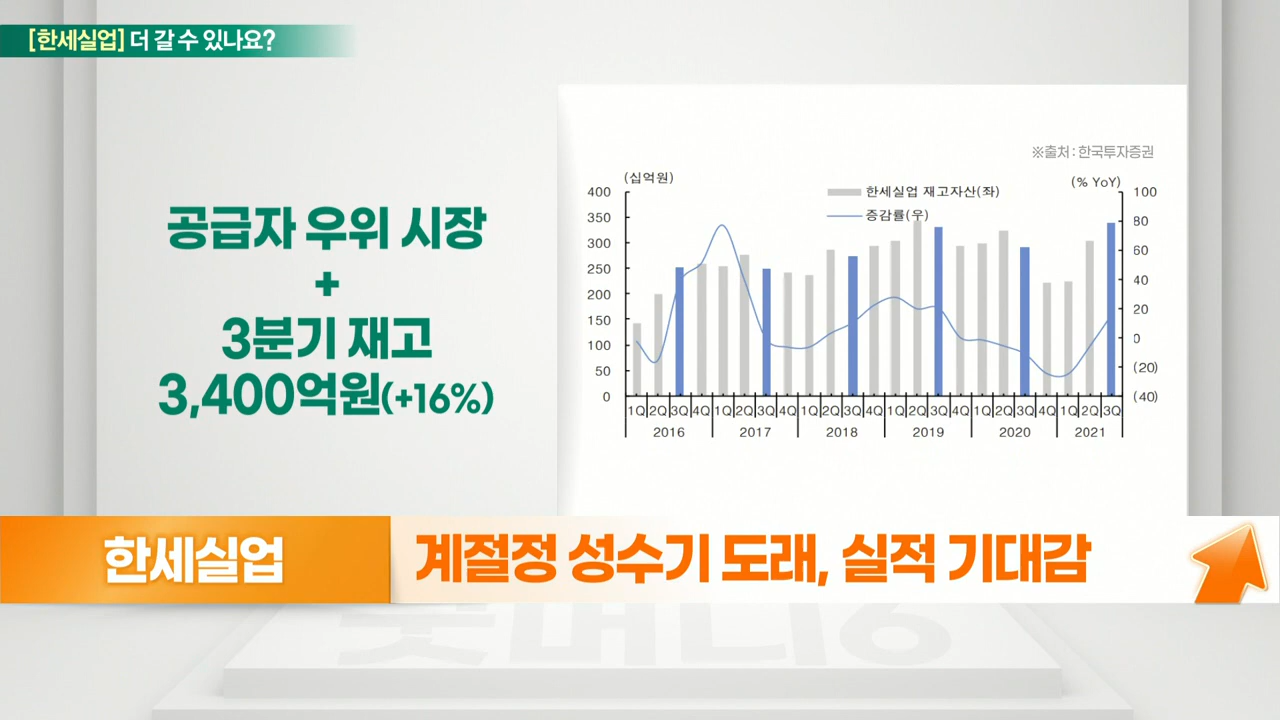 [한세실업] 더 갈 수 있나요?
공급자 우위 시장
+
3분기 재고
3,400억원(+16%)
※출처 : 한국투자증권
(십억원)
(% YoY)
한세실업 재고자산(좌)
증감률(우)
400
350
300
250
200
150
100
50
0
100
80
60
40
20
0
(20)
(40)
1Q 2Q 3Q 4Q 1Q 2Q 3Q 4Q 1Q 2Q 3Q 4Q 1Q 2Q 3Q 4Q 1Q 2Q 3Q 4Q 1Q 2Q 3Q
2016 2017 2018 2019 2020 2021
한세실업
계절정 성수기 도래, 실적 기대감
머니6